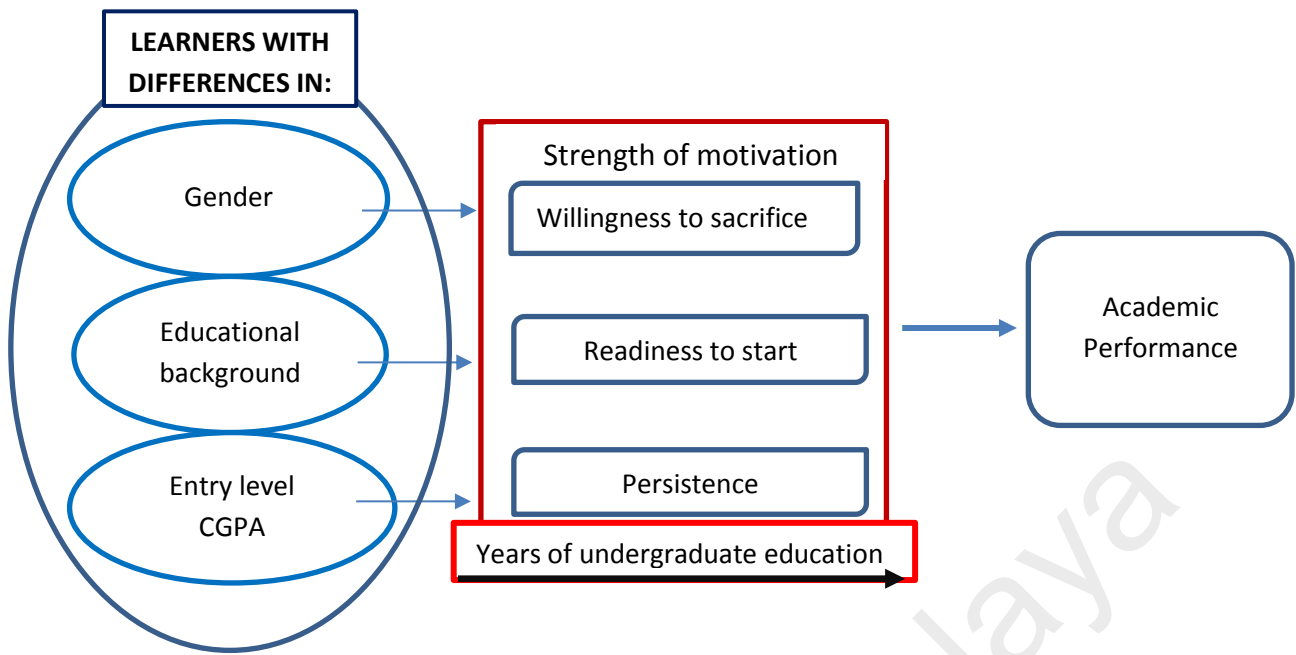 LEARNERS WITH
DIFFERENCES IN:
Gender
Educational
background
Entry level
CGPA
Strength of motivation
Willingness to sacrifice
Readiness to start
Persistence
Years of undergraduate education
Academic
Performance
laya